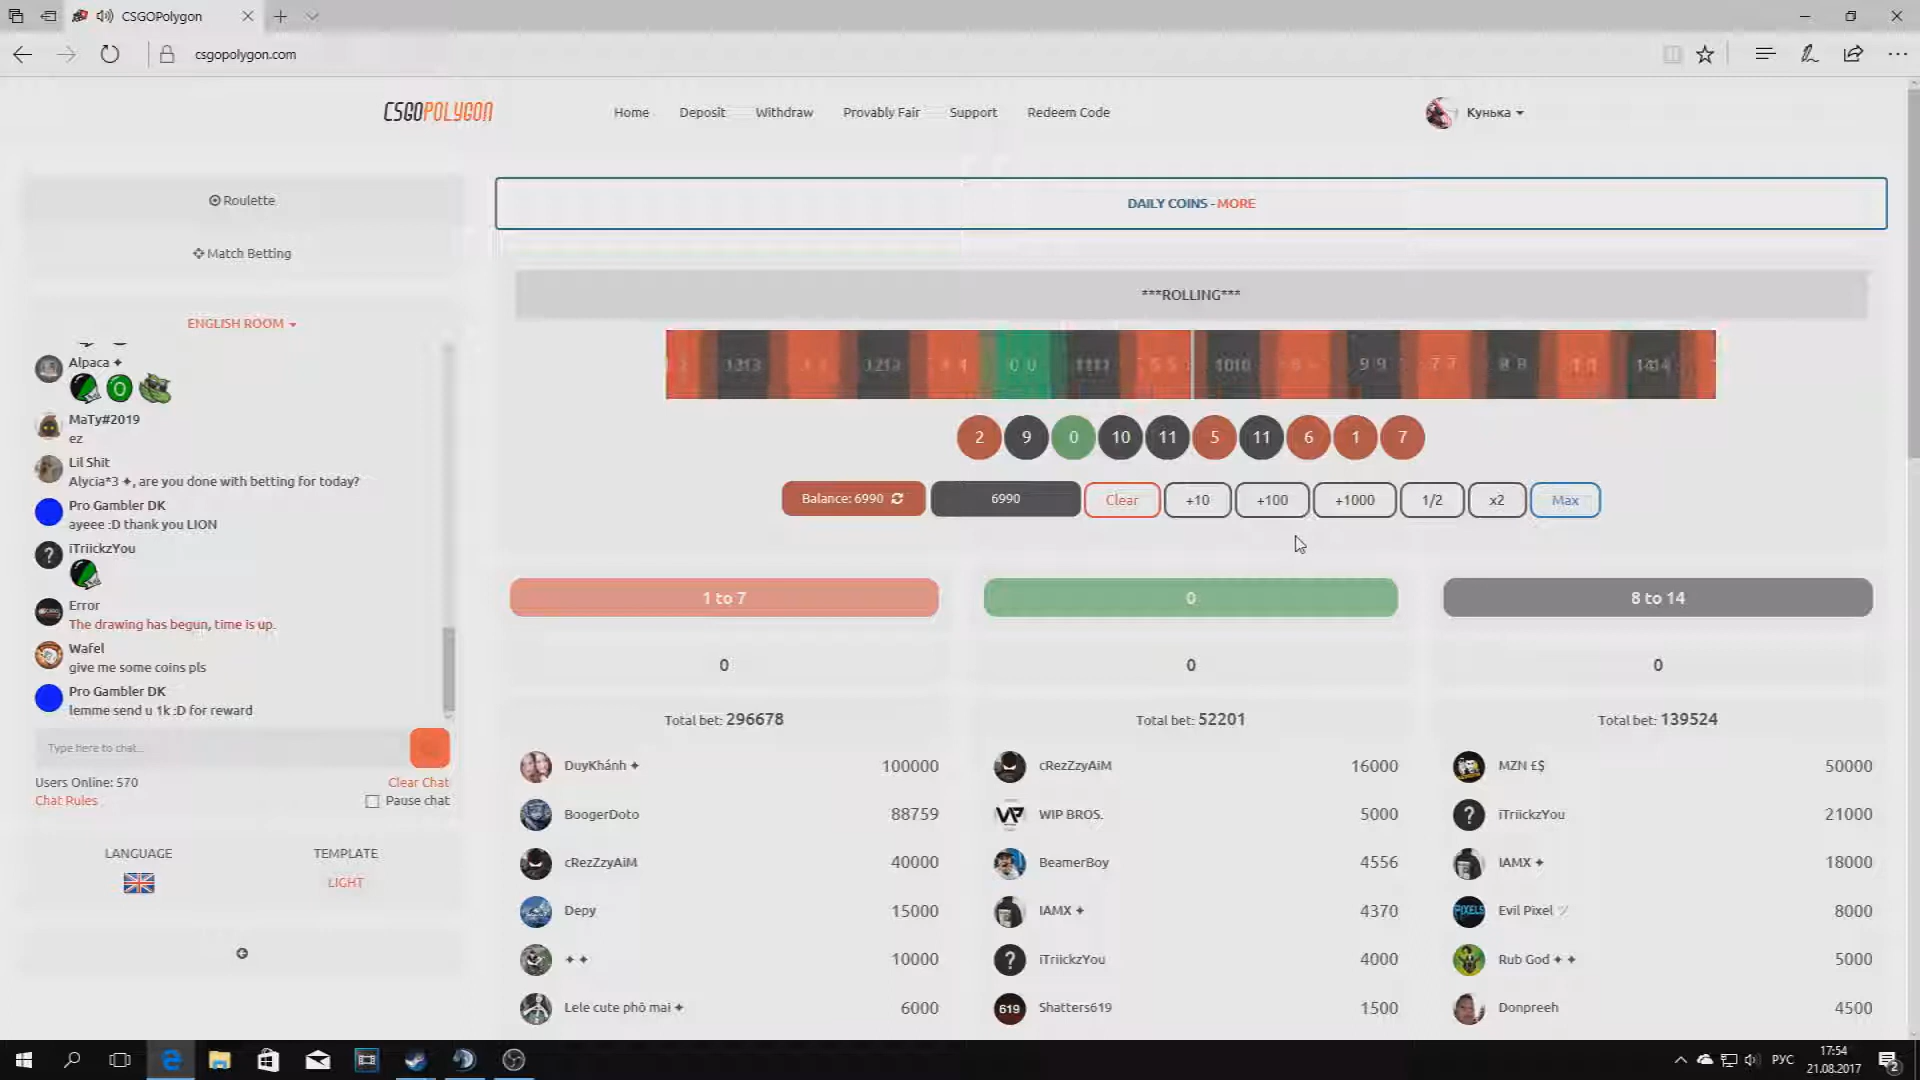 CSGOPolygon
csgopolygon.com
CSGOPOLYGON
Home
Deposit
Withdraw
Provably Fair
Support
Redeem Code
Кунька
Roulette
Match Betting
ENGLISH ROOM
Alpaca ✦
MaTy#2019
ez
Lil Shit
Alycia*3 ✦, are you done with betting for today?
Pro Gambler DK
ayeee :D thank you LION
iTriickzYou
Error
The drawing has begun, time is up.
Wafel
give me some coins pls
Pro Gambler DK
lemme send u 1k :D for reward
Type here to chat...
Users Online: 570
Clear Chat
Chat Rules
Pause chat
LANGUAGE
TEMPLATE
LIGHT
DAILY COINS - MORE
***ROLLING***
2 9 0 10 11 5 11 6 1 7
Balance: 6990
6990
Clear
+10
+100
+1000
1/2
x2
Max
1 to 7
0
Total bet: 296678
DuyKhánh ✦ 100000
BoogerDoto 88759
cRezZzyAiM 40000
Depy 15000
✦ ✦ 10000
Lele cute phô mai ✦ 6000
0
0
Total bet: 52201
cRezZzyAiM 16000
WIP BROS. 5000
BeamerBoy 4556
IAMX ✦ 4370
iTriickzYou 4000
Shatters619 1500
8 to 14
0
Total bet: 139524
MZN £$ 50000
iTriickzYou 21000
IAMX ✦ 18000
Evil Pixel ツ 8000
Rub God ✦ ✦ 5000
Donpreeh 4500
РУС
17:54
21.08.2017